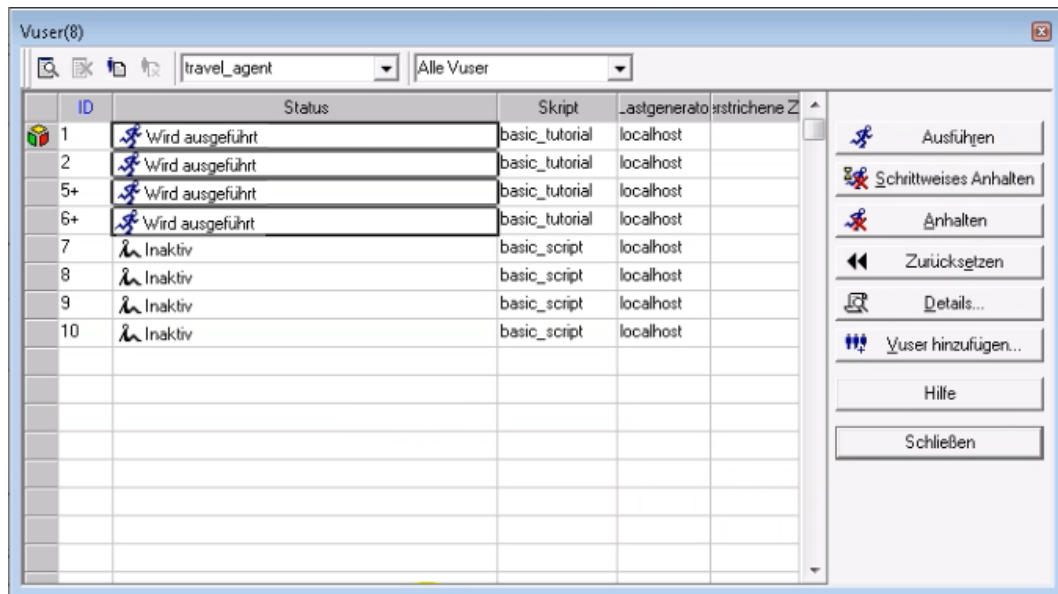 Vuser(8)
travel_agent Alle Vuser
ID Status Skript Lastgenerato erstrichene Z
1 Wird ausgeführt basic_tutorial localhost
2 Wird ausgeführt basic_tutorial localhost
5+ Wird ausgeführt basic_tutorial localhost
6+ Wird ausgeführt basic_tutorial localhost
7 Inaktiv basic_script localhost
8 Inaktiv basic_script localhost
9 Inaktiv basic_script localhost
10 Inaktiv basic_script localhost
Ausführen
Schrittweises Anhalten
Anhalten
Zurücksetzen
Details...
Vuser hinzufügen...
Hilfe
Schließen